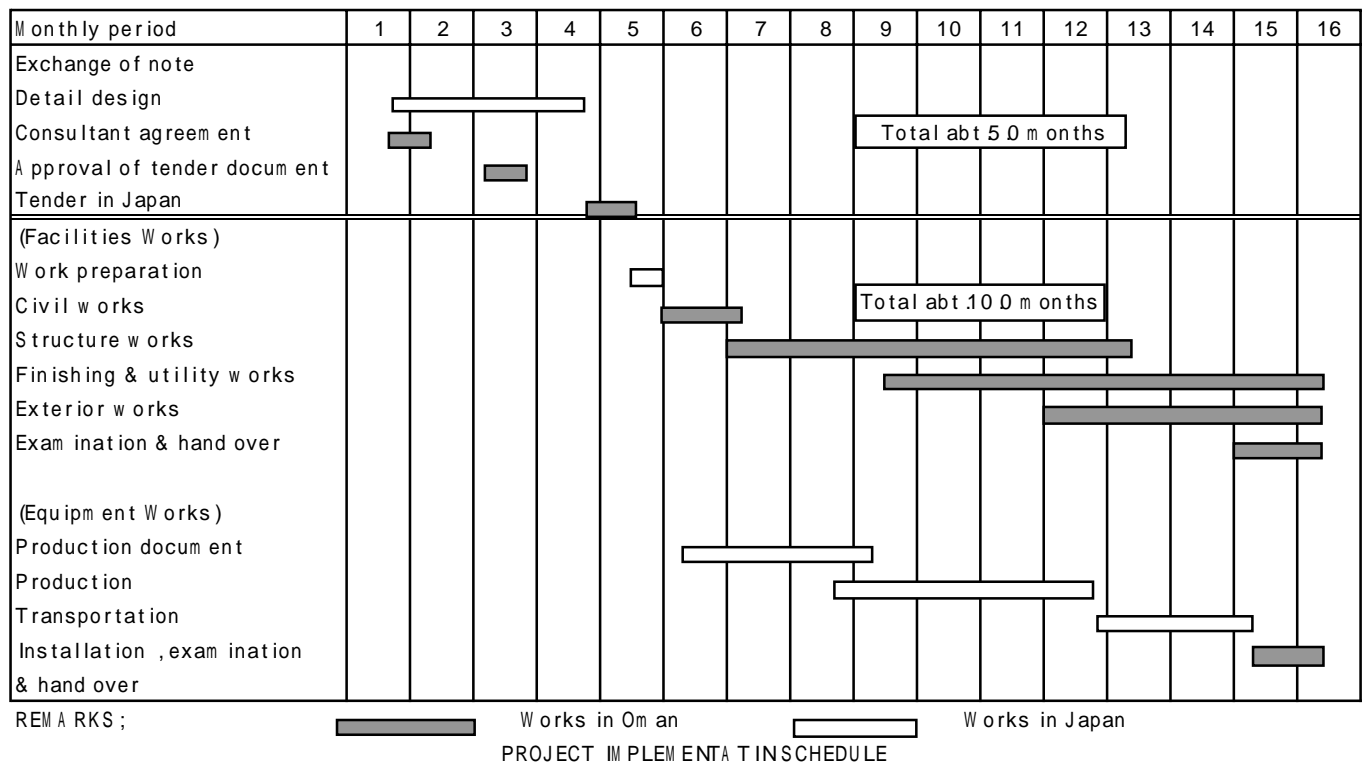 Monthly period 1 2 3 4 5 6 7 8 9 10 11 12 13 14 15 16
Exchange of note
Detail design
Consultant agreement Total abt 5.0 months
Approval of tender document
Tender in Japan
(Facilities Works)
Work preparation
Civil works Total abt.10.0 months
Structure works
Finishing & utility works
Exterior works
Examination & hand over
(Equipment Works)
Production document
Production
Transportation
Installation ,examination
& hand over
REMARKS; Works in Oman Works in Japan
PROJECT IMPLEMENTATIN SCHEDULE